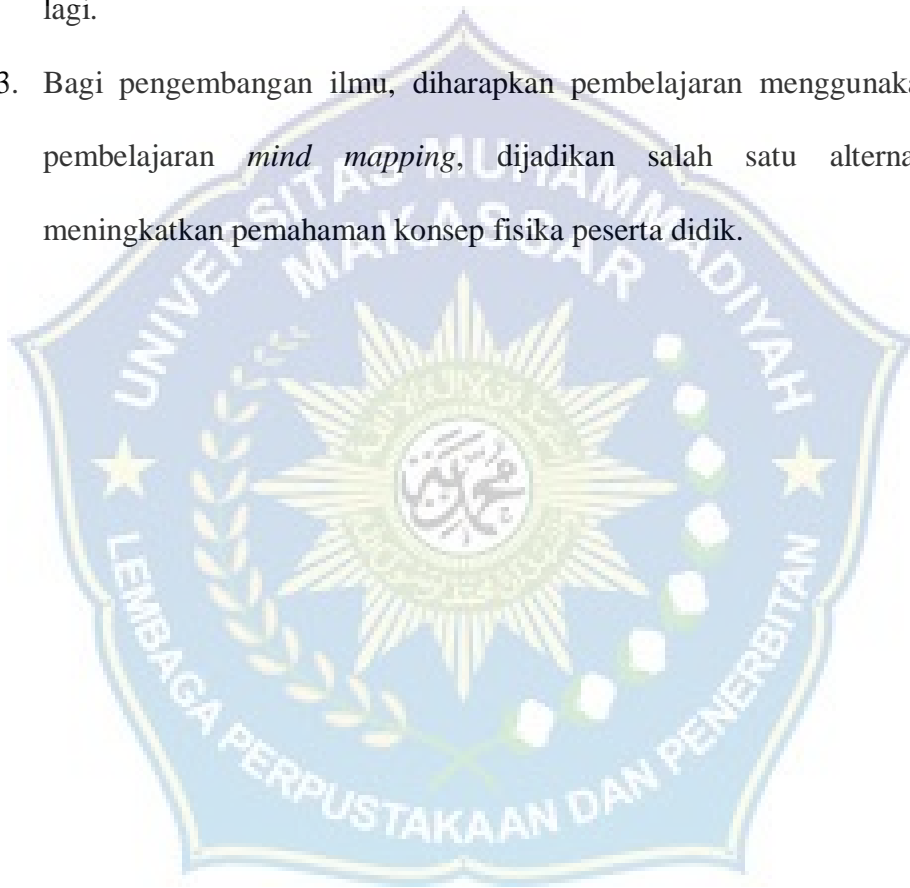 lagi.
3. Bagi pengembangan ilmu, diharapkan pembelajaran menggunaka
pembelajaran mind mapping, dijadikan salah satu alterna
meningkatkan pemahaman konsep fisika peserta didik.
UNIVERSITAS MUHAMMADIYAH
MAKASSAR
LEMBAGA PERPUSTAKAAN DAN PENERBITAN